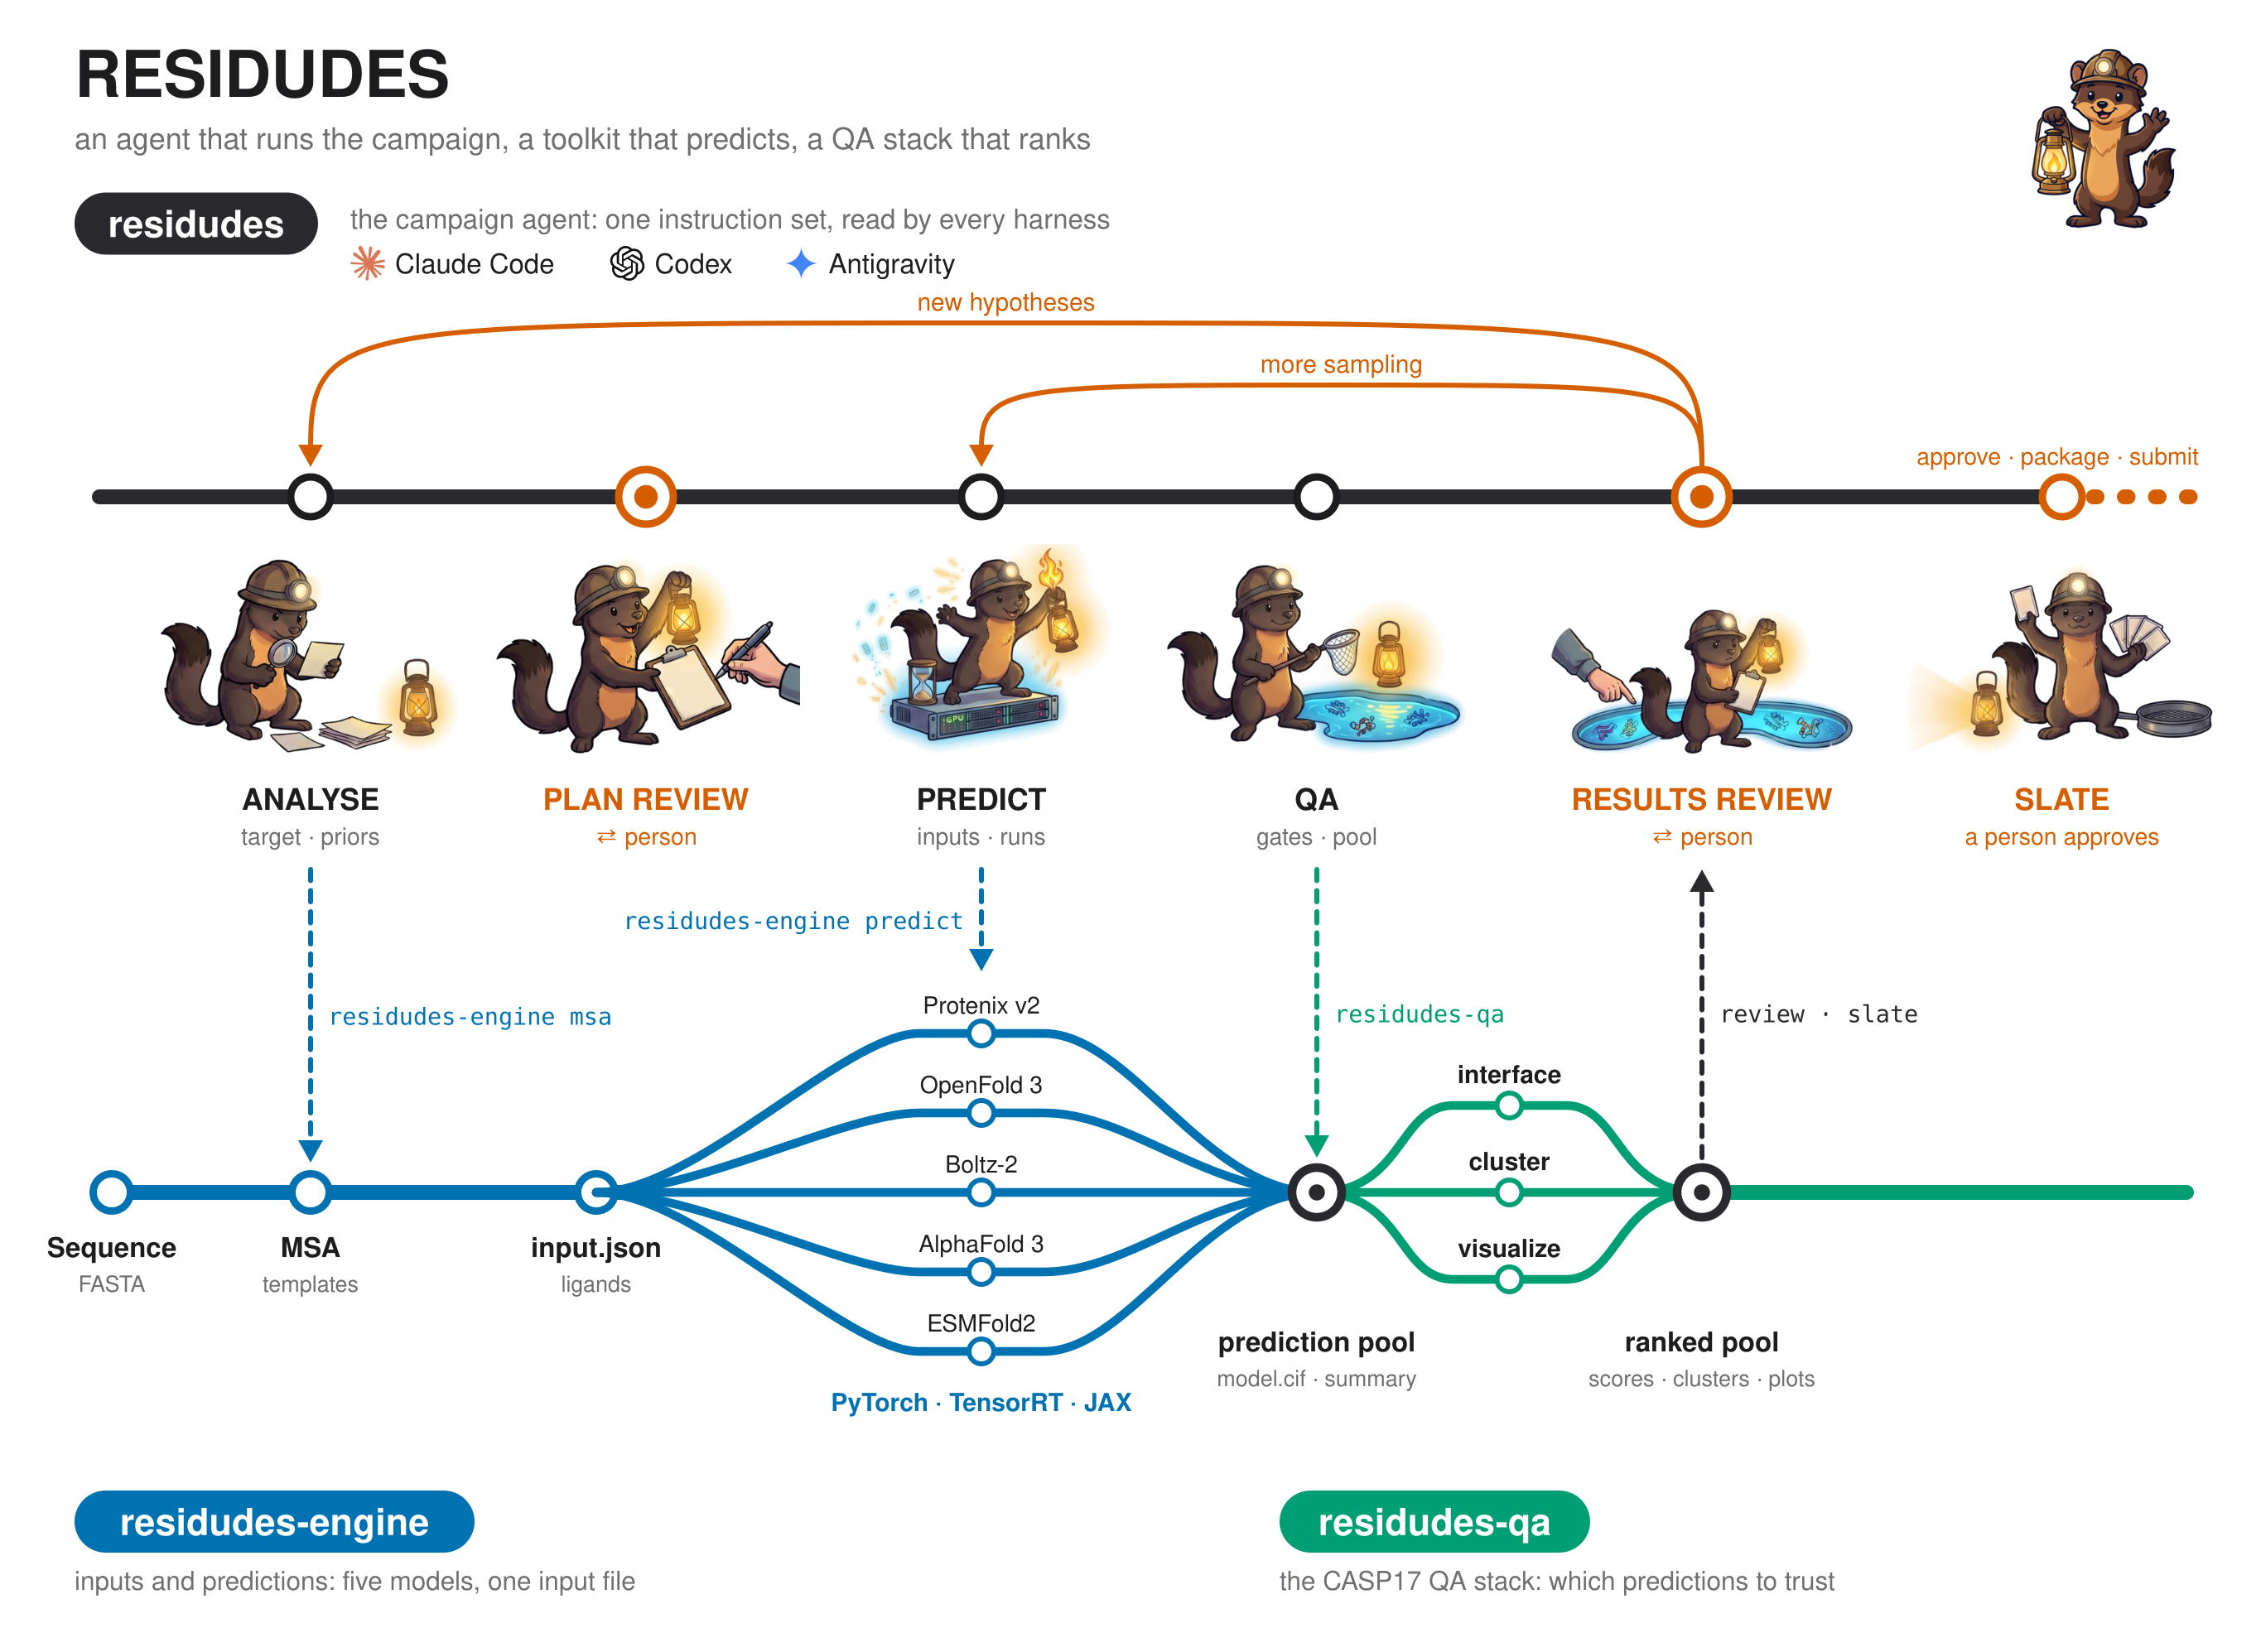 RESIDUDES
an agent that runs the campaign, a toolkit that predicts, a QA stack that ranks
residudes
the campaign agent: one instruction set, read by every harness
Claude Code
Codex
Antigravity
new hypotheses
more sampling
approve · package · submit
GPU
ANALYSE
target · priors
PLAN REVIEW
⇄ person
PREDICT
inputs · runs
QA
gates · pool
RESULTS REVIEW
⇄ person
SLATE
a person approves
residudes-engine predict
residudes-engine msa
residudes-qa
review · slate
Protenix v2
OpenFold 3
Boltz-2
AlphaFold 3
ESMFold2
PyTorch · TensorRT · JAX
interface
cluster
visualize
Sequence
FASTA
MSA
templates
input.json
ligands
prediction pool
model.cif · summary
ranked pool
scores · clusters · plots
residudes-engine
inputs and predictions: five models, one input file
residudes-qa
the CASP17 QA stack: which predictions to trust